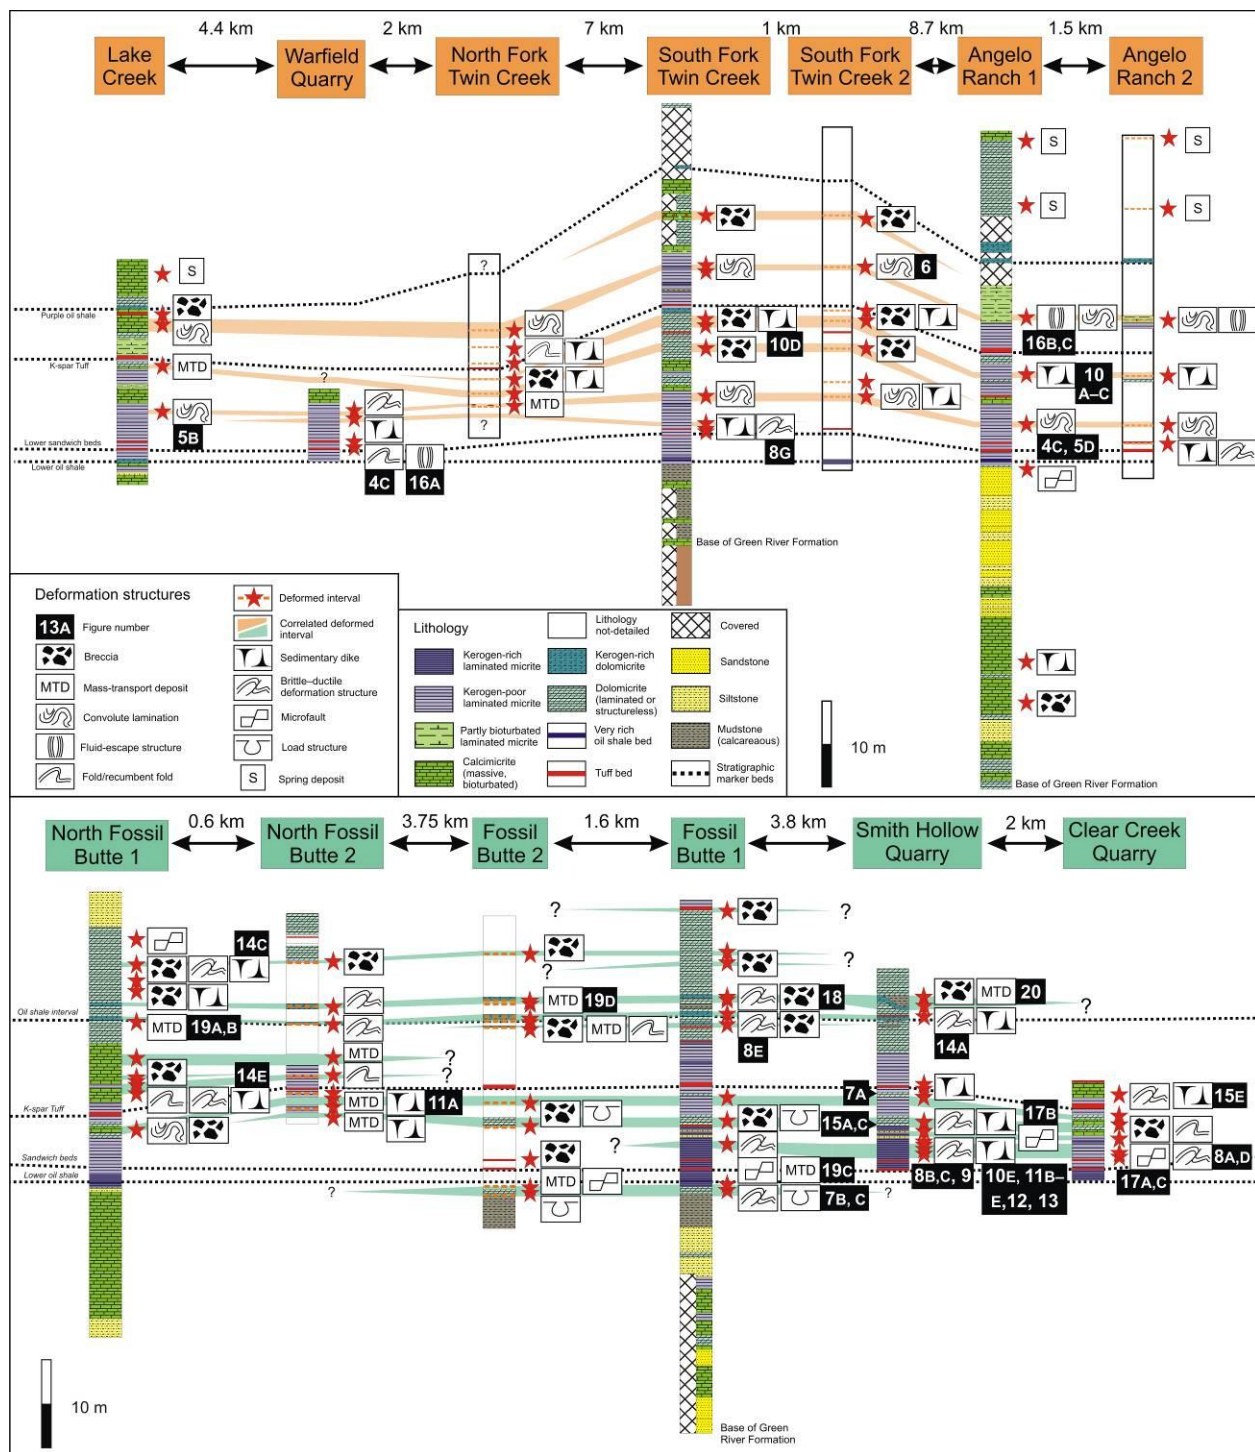 4.4 km
2 km
7 km
1 km
8.7 km
1.5 km
Lake
Creek
Warfield
Quarry
North Fork
Twin Creek
South Fork
Twin Creek
South Fork
Twin Creek 2
Angelo
Ranch 1
Angelo
Ranch 2
S
S
S
S
S
?
6
Purple oil shale
10D
16B,C
K-spar Tuff
MTD
?
MTD
10
A–C
?
5B
Lower sandwich beds
8G
4C, 5D
Lower oil shale
4C
16A
Base of Green River Formation
Base of Green River Formation
Deformation structures
13A
Figure number
Breccia
MTD
Mass-transport deposit
Convolute lamination
Fluid-escape structure
Fold/recumbent fold
Deformed interval
Correlated deformed
interval
Sedimentary dike
Brittle–ductile
deformation structure
Microfault
Load structure
S
Spring deposit
Lithology
Kerogen-rich
laminated micrite
Kerogen-poor
laminated micrite
Partly bioturbated
laminated micrite
Calcimicrite
(massive,
bioturbated)
Lithology
not-detailed
Kerogen-rich
dolomicrite
Dolomicrite
(laminated or
structureless)
Very rich
oil shale bed
Tuff bed
Covered
Sandstone
Siltstone
Mudstone
(calcareaous)
Stratigraphic
marker beds
10 m
0.6 km
3.75 km
1.6 km
3.8 km
2 km
North Fossil
Butte 1
North Fossil
Butte 2
Fossil
Butte 2
Fossil
Butte 1
Smith Hollow
Quarry
Clear Creek
Quarry
?
?
14C
?
?
MTD
19D
18
MTD
20
?
Oil shale interval
MTD
19A,B
MTD
8E
14A
MTD
?
14E
?
7A
MTD
11A
17B
15E
K-spar Tuff
15A,C
MTD
?
Sandwich beds
MTD
19C
8B,C, 9
10E, 11B–
E,12, 13
17A,C
8A,D
Lower oil shale
?
MTD
7B, C
?
10 m
Base of Green
River Formation